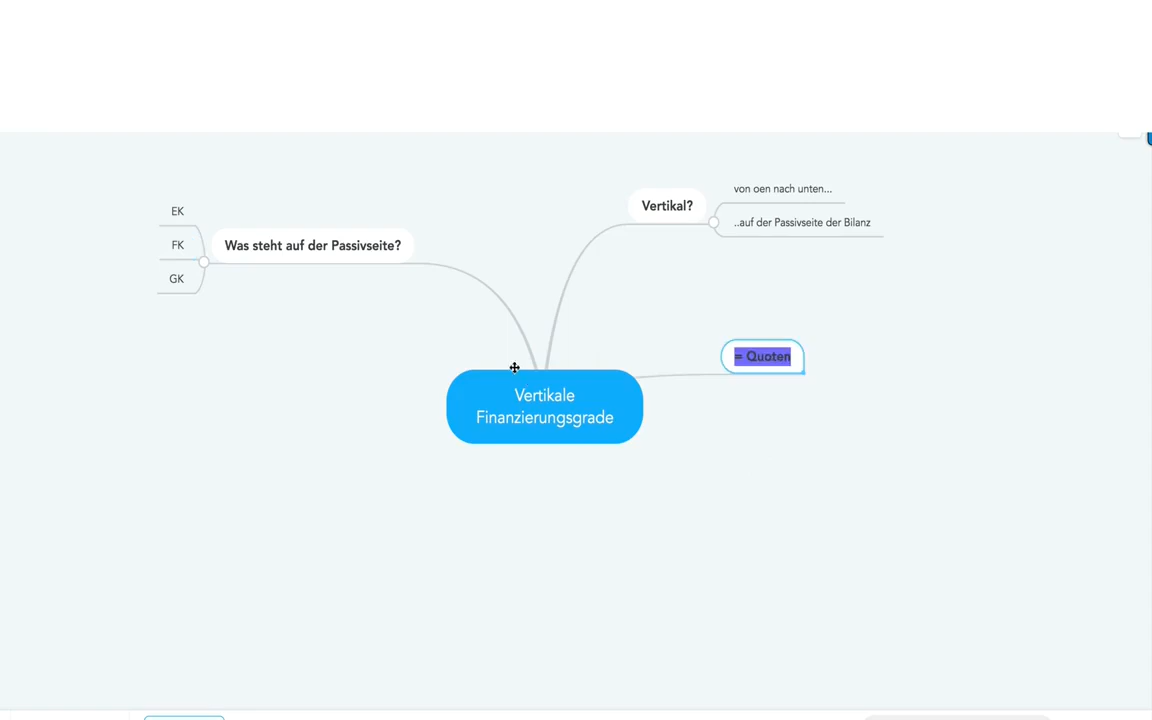 EK
FK
GK
Was steht auf der Passivseite?
Vertikal?
von oen nach unten...
..auf der Passivseite der Bilanz
= Quoten
Vertikale
Finanzierungsgrade